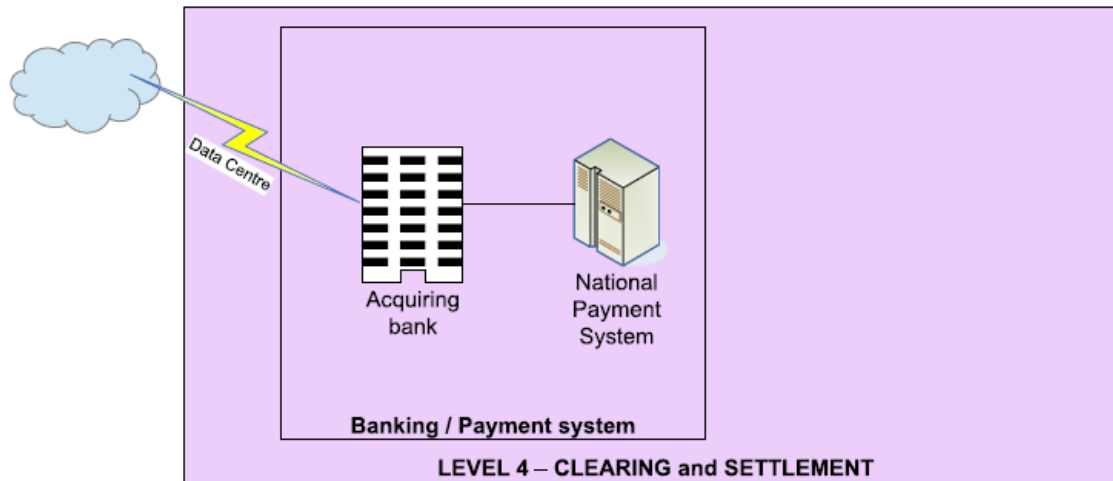 Data Centre
Acquiring
bank
National
Payment
System
Banking / Payment system
LEVEL 4 – CLEARING and SETTLEMENT